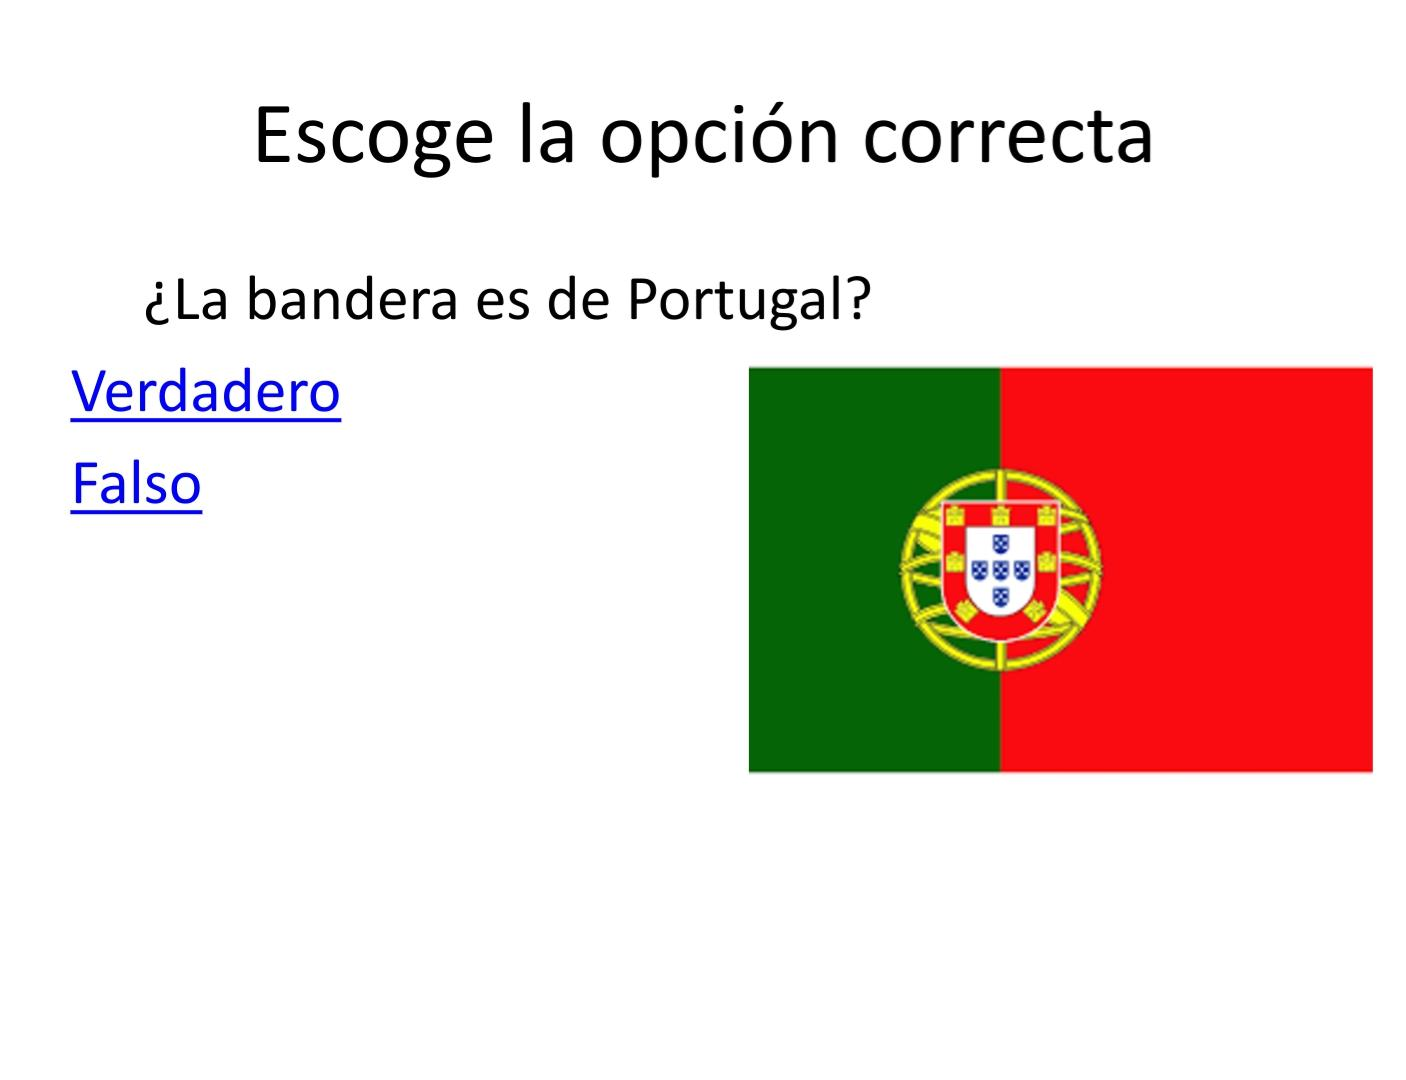 Escoge la opción correcta
¿La bandera es de Portugal?
Verdadero
Falso